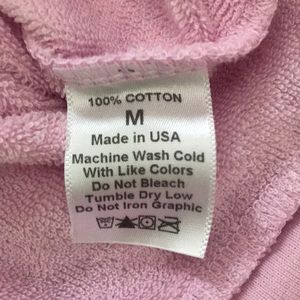 100% COTTON
M
Made in USA
Machine Wash Cold
With Like Colors
Do Not Bleach
Tumble Dry Low
Do Not Iron Graphic